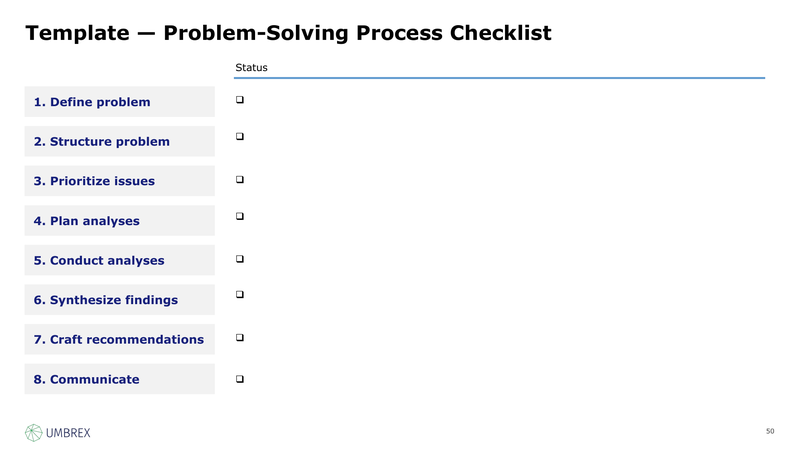 Template — Problem-Solving Process Checklist
Status
1. Define problem
❑
2. Structure problem
❑
3. Prioritize issues
❑
4. Plan analyses
❑
5. Conduct analyses
❑
6. Synthesize findings
❑
7. Craft recommendations
❑
8. Communicate
❑
UMBREX
50